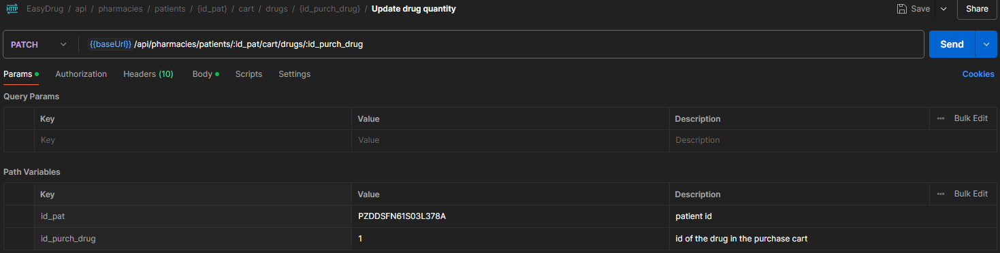 HTTP EasyDrug / api / pharmacies / patients / {id_pat} / cart / drugs / {id_purch_drug} / Update drug quantity Save Share
PATCH {{baseUrl}} /api/pharmacies/patients/:id_pat/cart/drugs/:id_purch_drug Send
Params Authorization Headers (10) Body Scripts Settings Cookies
Query Params
Key Value Description Bulk Edit
Key Value Description
Path Variables
Key Value Description Bulk Edit
id_pat PZDDSFN61S03L378A patient id
id_purch_drug 1 id of the drug in the purchase cart